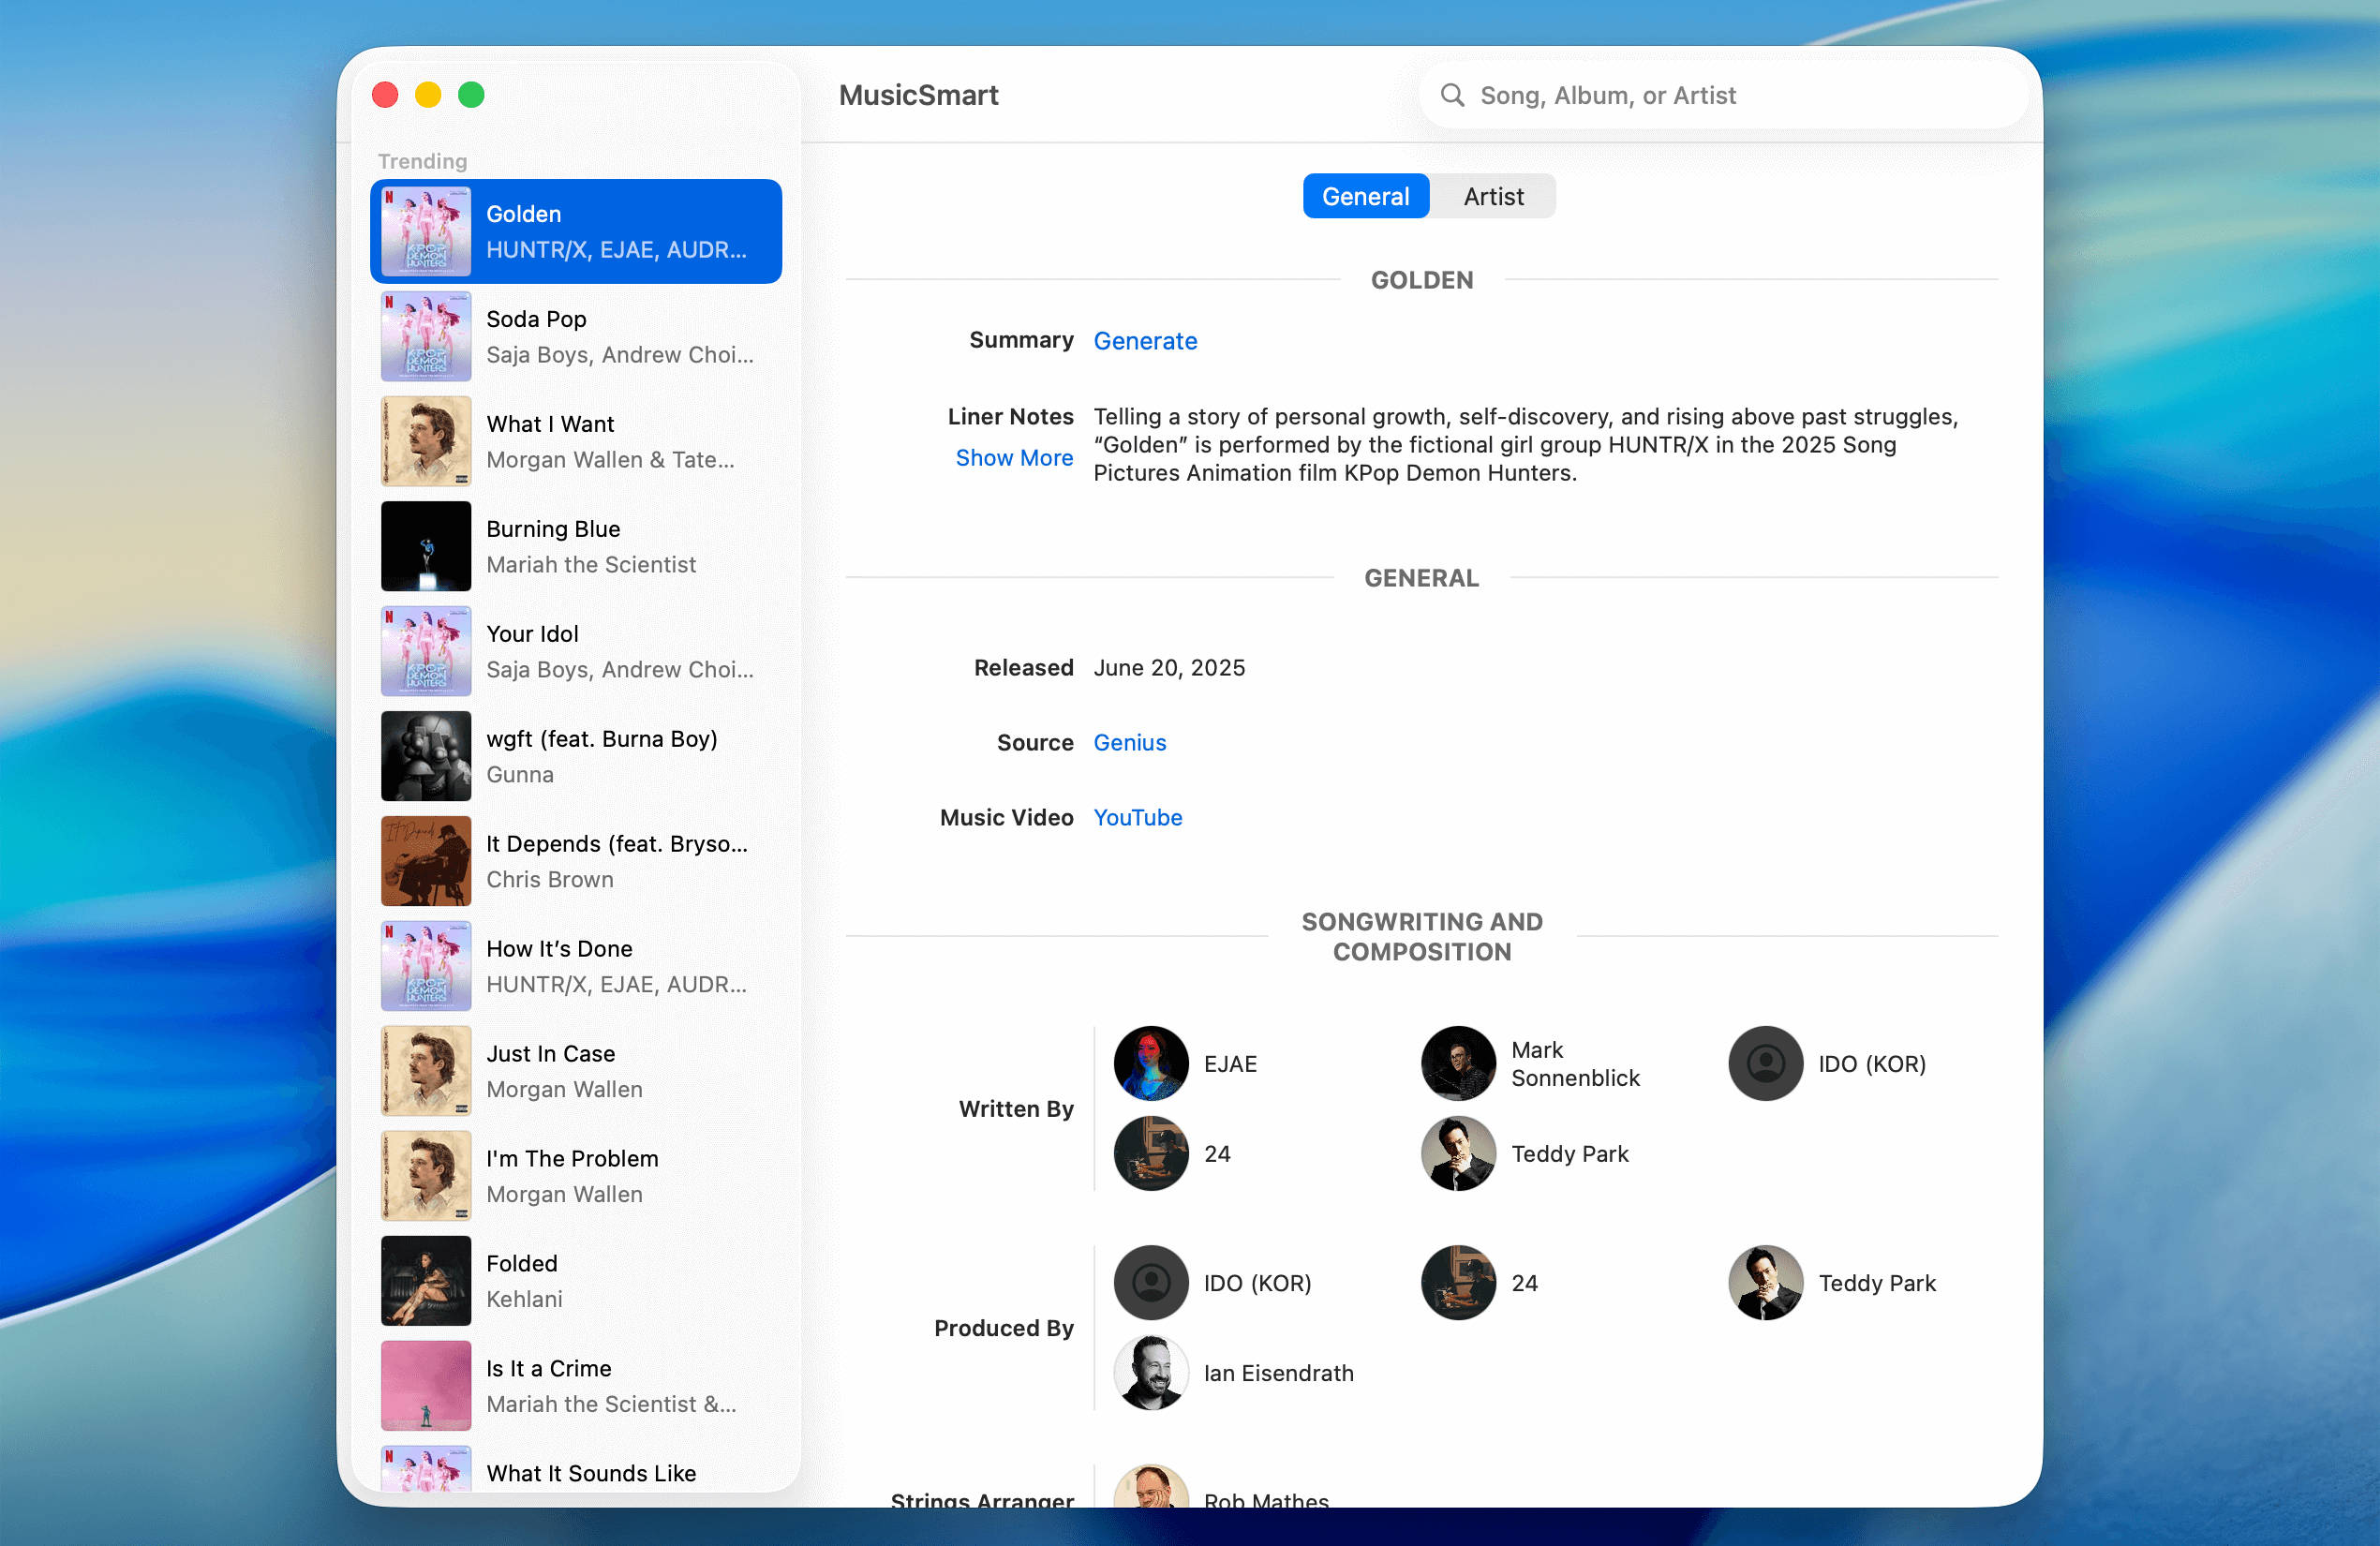 MusicSmart
Song, Album, or Artist
Trending
Golden
HUNTR/X, EJAE, AUDR...
Soda Pop
Saja Boys, Andrew Choi...
What I Want
Morgan Wallen & Tate...
Burning Blue
Mariah the Scientist
Your Idol
Saja Boys, Andrew Choi...
wgft (feat. Burna Boy)
Gunna
It Depends (feat. Bryso...
Chris Brown
How It’s Done
HUNTR/X, EJAE, AUDR...
Just In Case
Morgan Wallen
I'm The Problem
Morgan Wallen
Folded
Kehlani
Is It a Crime
Mariah the Scientist &...
What It Sounds Like
General
Artist
GOLDEN
Summary
Generate
Liner Notes
Show More
Telling a story of personal growth, self-discovery, and rising above past struggles,
“Golden” is performed by the fictional girl group HUNTR/X in the 2025 Song
Pictures Animation film KPop Demon Hunters.
GENERAL
Released
June 20, 2025
Source
Genius
Music Video
YouTube
SONGWRITING AND
COMPOSITION
Written By
EJAE
Mark
Sonnenblick
IDO (KOR)
24
Teddy Park
Produced By
IDO (KOR)
24
Teddy Park
Ian Eisendrath
Strings Arranger
Rob Mathes